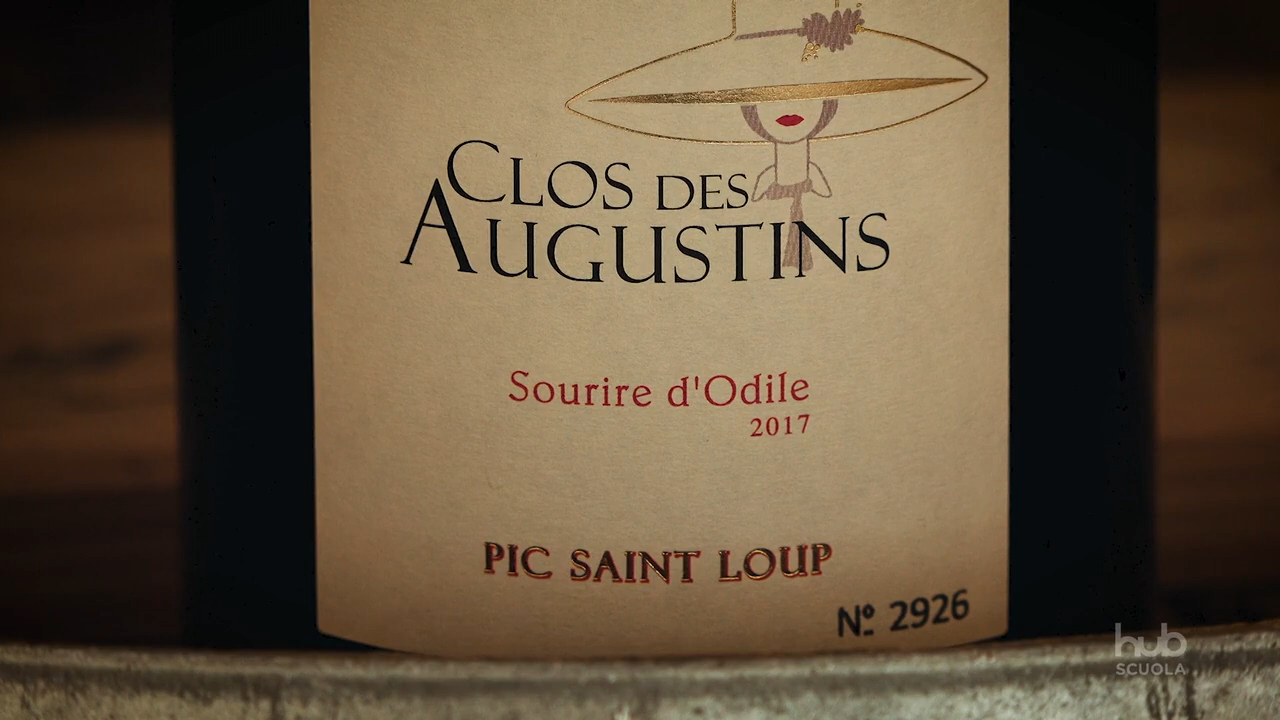 CLOS DES
AUGUSTINS
Sourire d'Odile
2017
PIC SAINT LOUP
Nº 2926
hub
SCUOLA